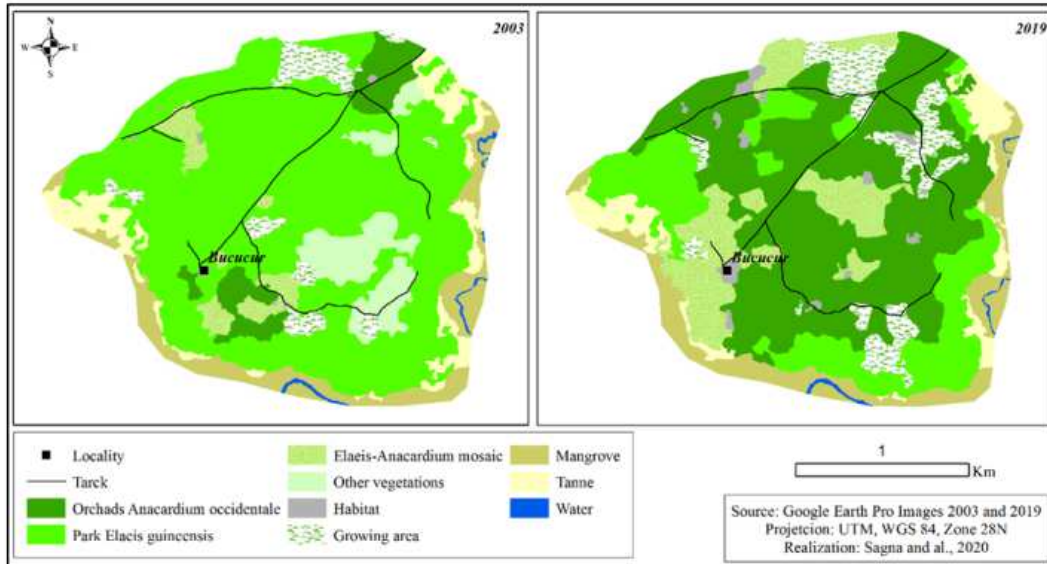 N
W E
S
2003
2019
Bucucur
Bucucur
Locality
Tarck
Orchads Anacardium occidentale
Park Elaeis guineensis
Elaeis-Anacardium mosaic
Other vegetations
Habitat
Growing area
Mangrove
Tanne
Water
1
Km
Source: Google Earth Pro Images 2003 and 2019
Projetcion: UTM, WGS 84, Zone 28N
Realization: Sagna and al., 2020